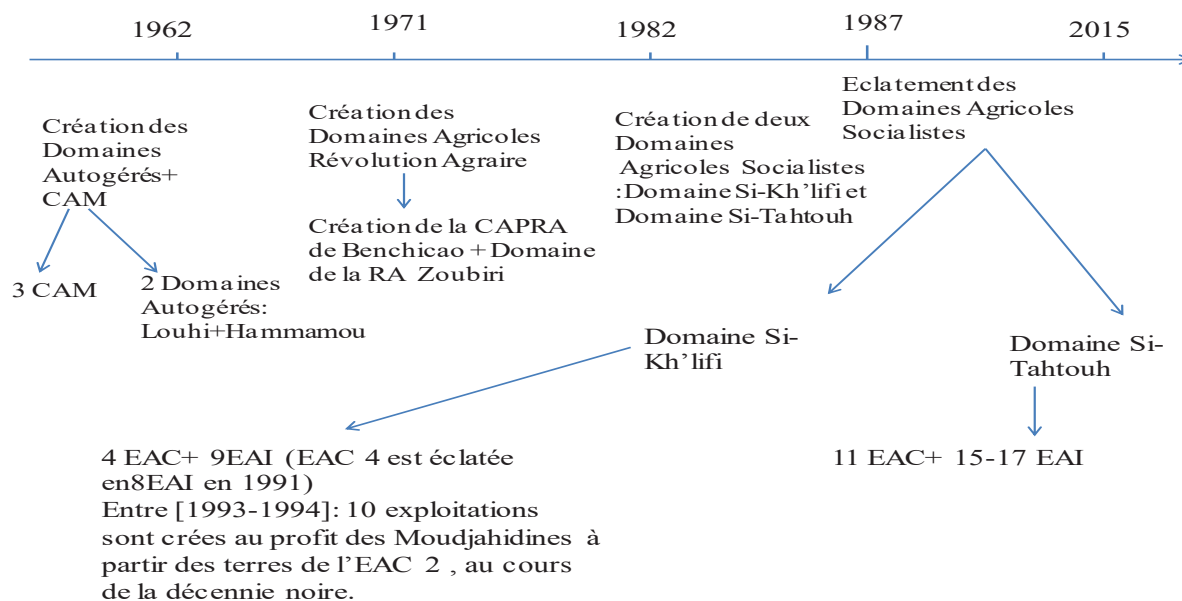 1962
1971
1982
1987
2015
Création des
Domaines
Autogérés+
CAM
3 CAM
2 Domaines
Autogérés:
Louhi+Hammamou
Création des
Domaines Agricoles
Révolution Agraire
Création de la CAPRA
de Benchicao + Domaine
de la RA Zoubiri
Création de deux
Domaines
Agricoles Socialistes
:Domaine Si-Kh’lifi et
Domaine Si-Tahtouh
Eclatement des
Domaines Agricoles
Socialistes
Domaine Si-
Kh’lifi
Domaine Si-
Tahtouh
4 EAC+ 9EAI (EAC 4 est éclatée
en8EAI en 1991)
Entre [1993-1994]: 10 exploitations
sont crées au profit des Moudjahidines à
partir des terres de l’EAC 2 , au cours
de la décennie noire.
11 EAC+ 15-17 EAI